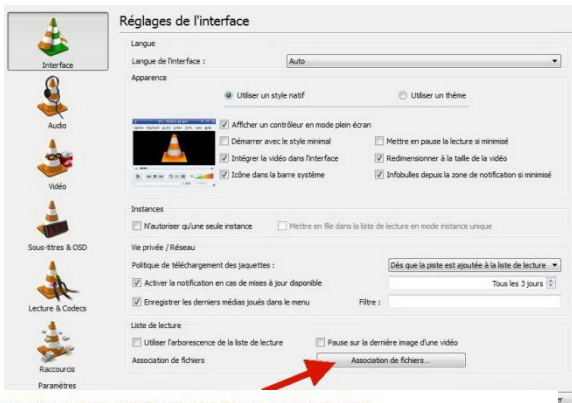 Réglages de l'interface
Interface
Audio
Vidéo
Sous-titres & OSD
Lecture & Codecs
Raccourcis
Paramètres
Langue
Langue de l'interface :
Auto
Apparence
Utiliser un style natif
Utiliser un thème
Afficher un contrôleur en mode plein écran
Démarrer avec le style minimal
Mettre en pause la lecture si minimisé
Intégrer la vidéo dans l'interface
Redimensionner à la taille de la vidéo
Icône dans la barre système
Infobulles depuis la zone de notification si minimisé
Instances
N'autoriser qu'une seule instance
Mettre en file dans la liste de lecture en mode instance unique
Vie privée / Réseau
Politique de téléchargement des jaquettes :
Dès que la piste est ajoutée à la liste de lecture
Activer la notification en cas de mises à jour disponible
Tous les 3 jours
Enregistrer les derniers médias joués dans le menu
Filtre :
Liste de lecture
Utiliser l'arborescence de la liste de lecture
Pause sur la dernière image d'une vidéo
Association de fichiers
Association de fichiers...